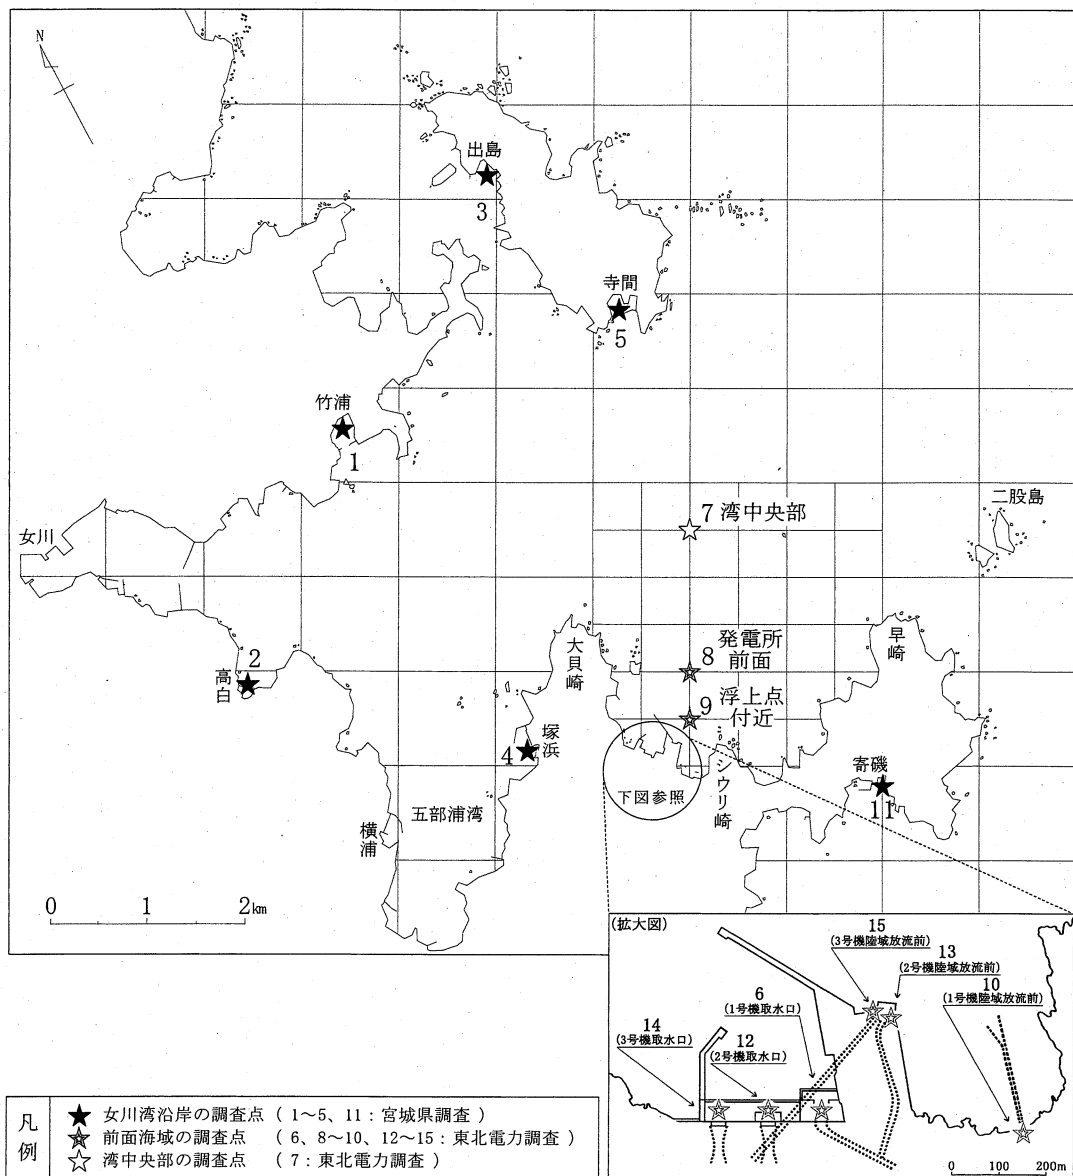 N
出島
3
寺間
5
竹浦
1
女川
7 湾中央部
二股島
2
高白
大貝崎
8 発電所
前面
9 浮上点
付近
早崎
塚浜
4
シウリ崎
寄磯
11
下図参照
五部浦湾
横浦
0 1 2km
(拡大図)
15
(3号機陸域放流前)
13
(2号機陸域放流前)
10
(1号機陸域放流前)
6
(1号機取水口)
14
(3号機取水口)
12
(2号機取水口)
0 100 200m
凡例
★ 女川湾沿岸の調査点 ( 1~5、11:宮城県調査 )
前面海域の調査点 ( 6、8~10、12~15:東北電力調査 )
☆ 湾中央部の調査点 ( 7:東北電力調査 )